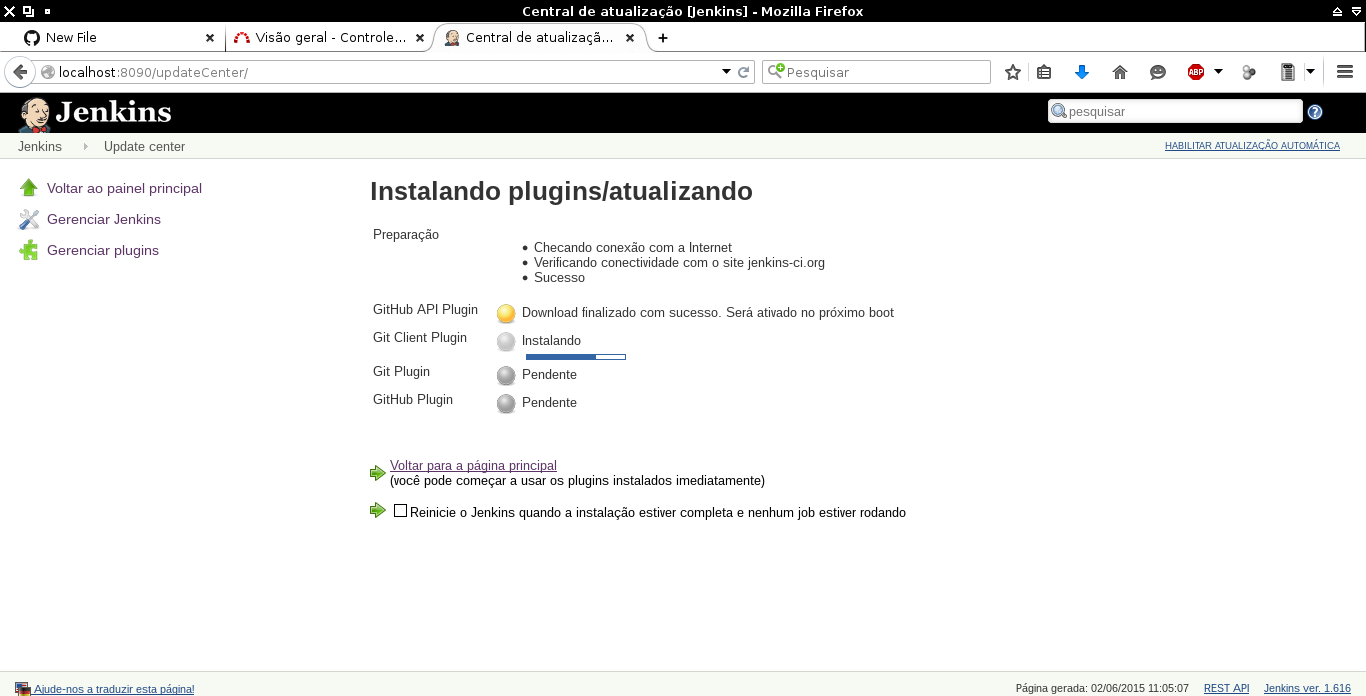 Central de atualização [Jenkins] - Mozilla Firefox
New File
Visão geral - Controle...
Central de atualizaçã...
localhost:8090/updateCenter/
Pesquisar
ABP
Jenkins
pesquisar
Jenkins
Update center
HABILITAR ATUALIZAÇÃO AUTOMÁTICA
Voltar ao painel principal
Gerenciar Jenkins
Gerenciar plugins
Instalando plugins/atualizando
Preparação
Checando conexão com a Internet
Verificando conectividade com o site jenkins-ci.org
Sucesso
GitHub API Plugin
Download finalizado com sucesso. Será ativado no próximo boot
Git Client Plugin
Instalando
Git Plugin
Pendente
GitHub Plugin
Pendente
Voltar para a página principal
(você pode começar a usar os plugins instalados imediatamente)
Reinicie o Jenkins quando a instalação estiver completa e nenhum job estiver rodando
Ajude-nos a traduzir esta página!
Página gerada: 02/06/2015 11:05:07
REST API
Jenkins ver. 1.616